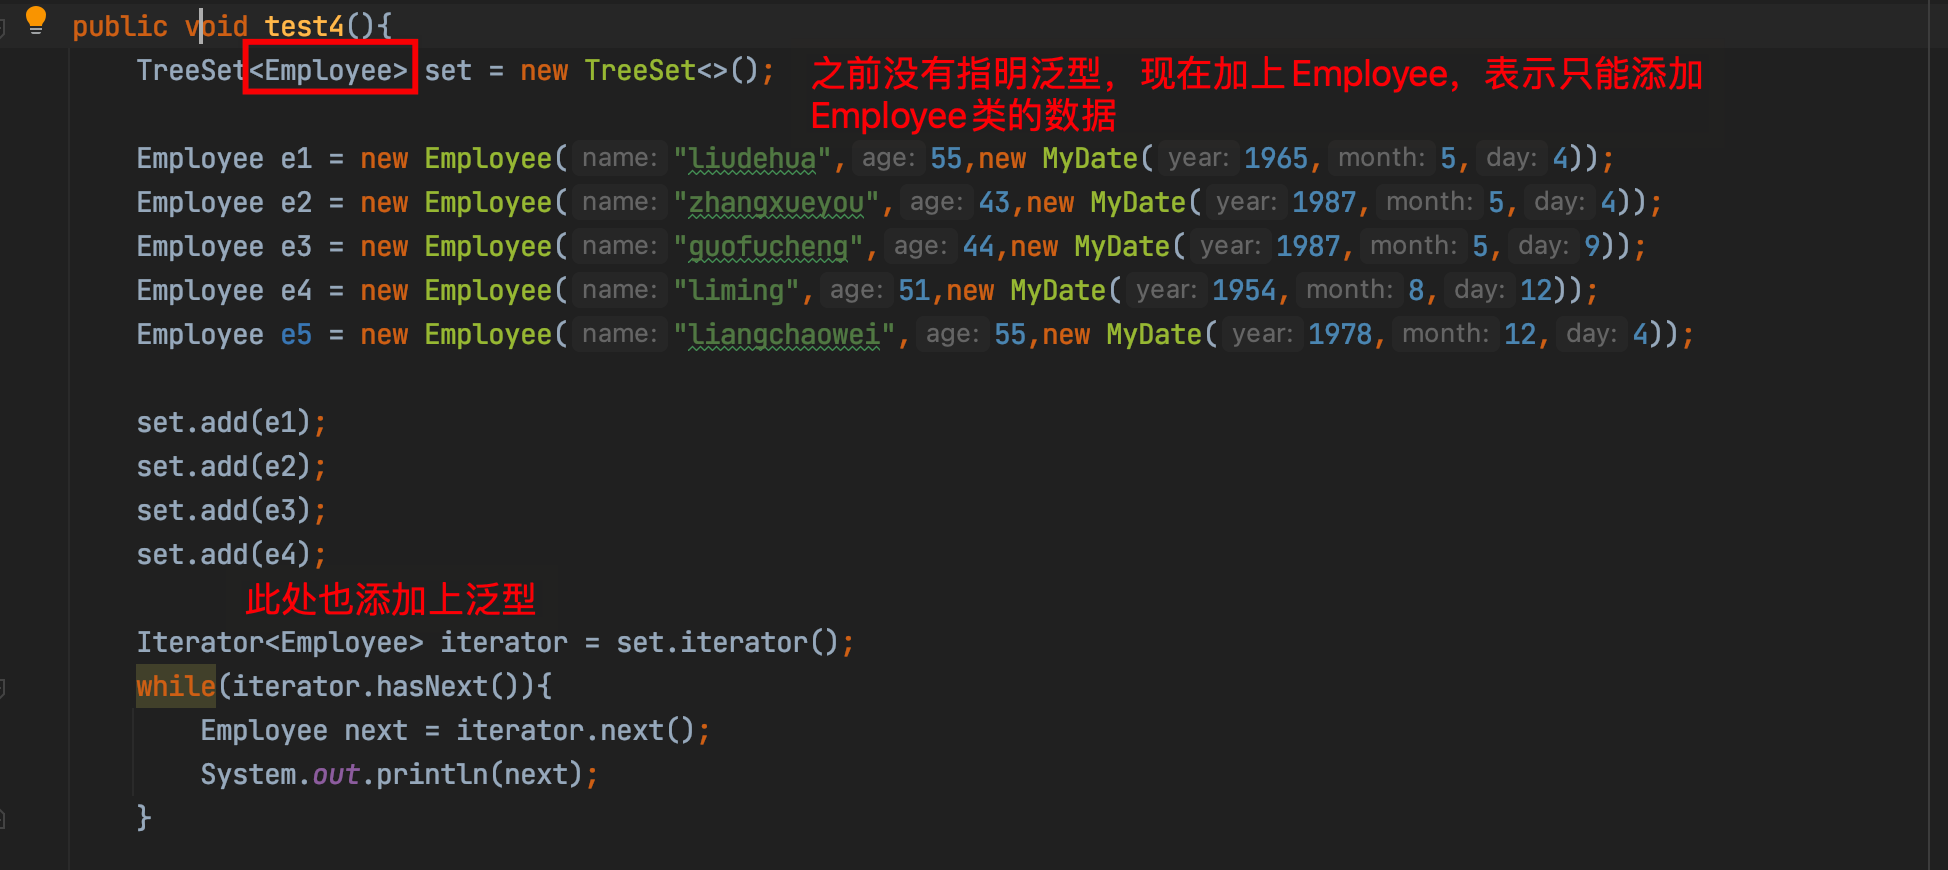 public void test4(){
TreeSet<Employee> set = new TreeSet<>();
之前没有指明泛型，现在加上Employee，表示只能添加
Employee类的数据
Employee e1 = new Employee( name: "liudehua", age: 55,new MyDate( year: 1965, month: 5, day: 4));
Employee e2 = new Employee( name: "zhangxueyou", age: 43,new MyDate( year: 1987, month: 5, day: 4));
Employee e3 = new Employee( name: "guofucheng", age: 44,new MyDate( year: 1987, month: 5, day: 9));
Employee e4 = new Employee( name: "liming", age: 51,new MyDate( year: 1954, month: 8, day: 12));
Employee e5 = new Employee( name: "liangchaowei", age: 55,new MyDate( year: 1978, month: 12, day: 4));
set.add(e1);
set.add(e2);
set.add(e3);
set.add(e4);
此处也添加上泛型
Iterator<Employee> iterator = set.iterator();
while(iterator.hasNext()){
Employee next = iterator.next();
System.out.println(next);
}